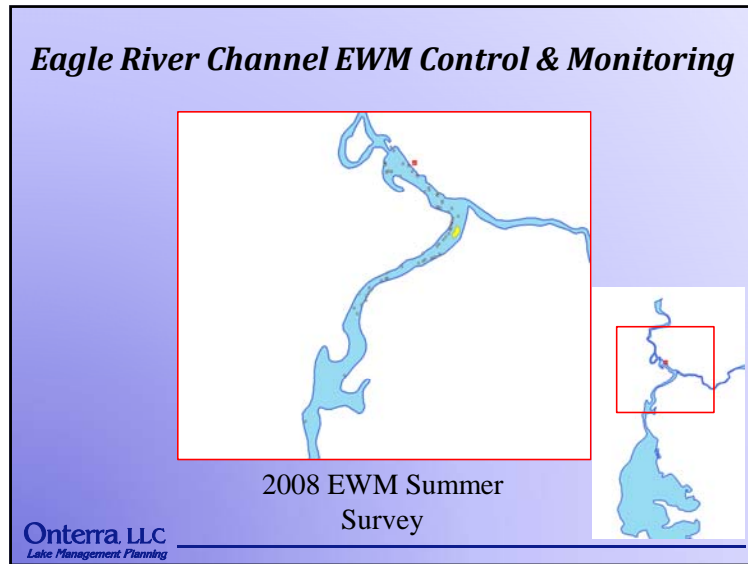 Eagle River Channel EWM Control & Monitoring
2008 EWM Summer
Survey
Onterra, LLC
Lake Management Planning